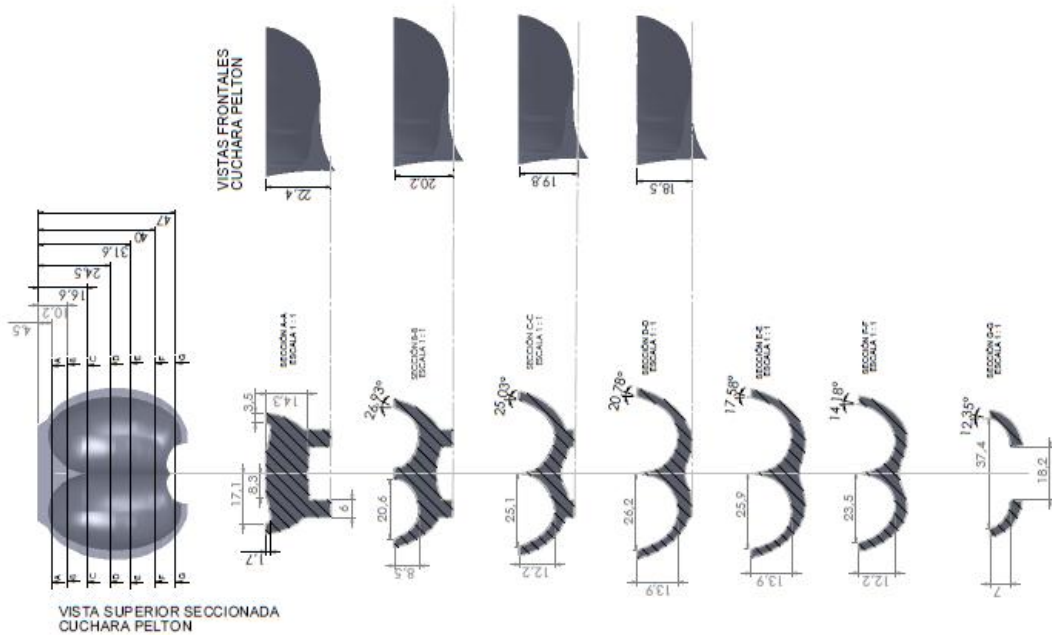 VISTAS FRONTALES
CUCHARA PELTON
22.4
20.2
19.8
18.5
47
40
31.6
24.5
16.6
10.2
4.5
A
B
C
D
E
F
G
SECCIÓN A-A
ESCALA 1 : 1
3.5
14.3
17.1
8.3
6
1.7
SECCIÓN B-B
ESCALA 1 : 1
26.93°
20.6
8.5
SECCIÓN C-C
ESCALA 1 : 1
25.03°
25.1
12.2
SECCIÓN D-D
ESCALA 1 : 1
20.78°
26.2
13.9
SECCIÓN E-E
ESCALA 1 : 1
17.58°
25.9
13.9
SECCIÓN F-F
ESCALA 1 : 1
14.18°
23.5
12.2
SECCIÓN G-G
ESCALA 1 : 1
12.35°
37.4
18.2
7
A
B
C
D
E
F
G
VISTA SUPERIOR SECCIONADA
CUCHARA PELTON